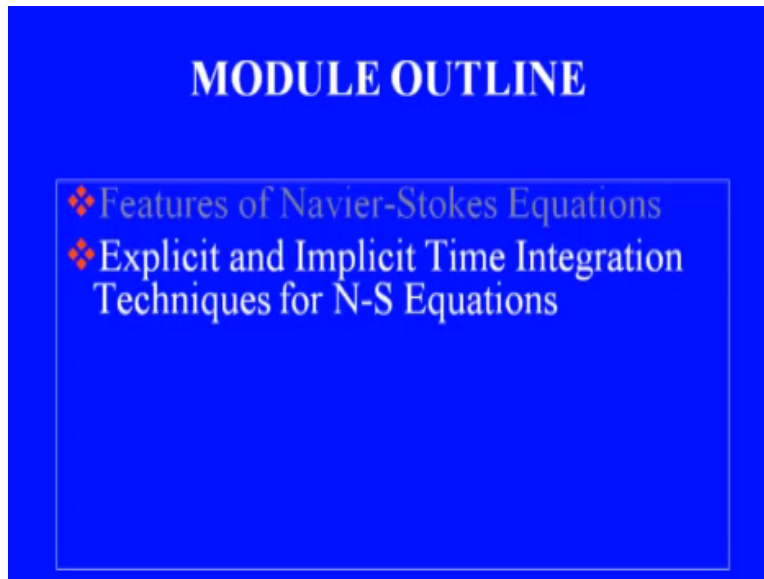 MODULE OUTLINE
Features of Navier-Stokes Equations
Explicit and Implicit Time Integration
Techniques for N-S Equations